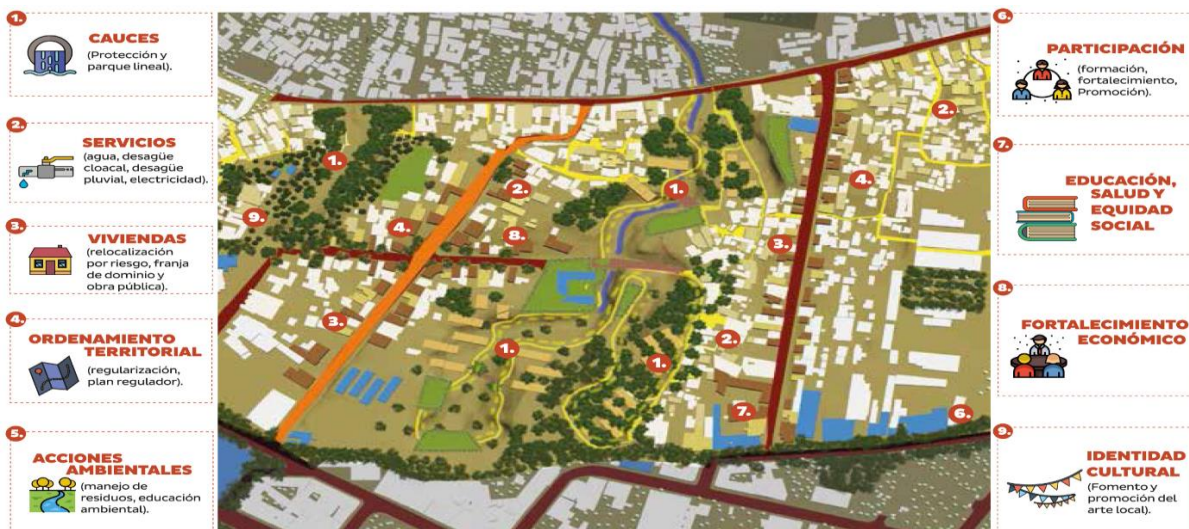 1.
CAUCES
(Protección y
parque lineal).
2.
SERVICIOS
(agua, desagüe
cloacal, desagüe
pluvial, electricidad).
3.
VIVIENDAS
(relocalización
por riesgo, franja
de dominio y
obra pública).
4.
ORDENAMIENTO
TERRITORIAL
(regularización,
plan regulador).
5.
ACCIONES
AMBIENTALES
(manejo de
residuos, educación
ambiental).
1.
2.
1.
2.
4.
9.
4.
8.
3.
3.
1.
1.
2.
7.
6.
6.
PARTICIPACIÓN
(formación,
fortalecimiento,
Promoción).
7.
EDUCACIÓN,
SALUD Y
EQUIDAD
SOCIAL
8.
FORTALECIMIENTO
ECONÓMICO
9.
IDENTIDAD
CULTURAL
(Fomento y
promoción del
arte local).